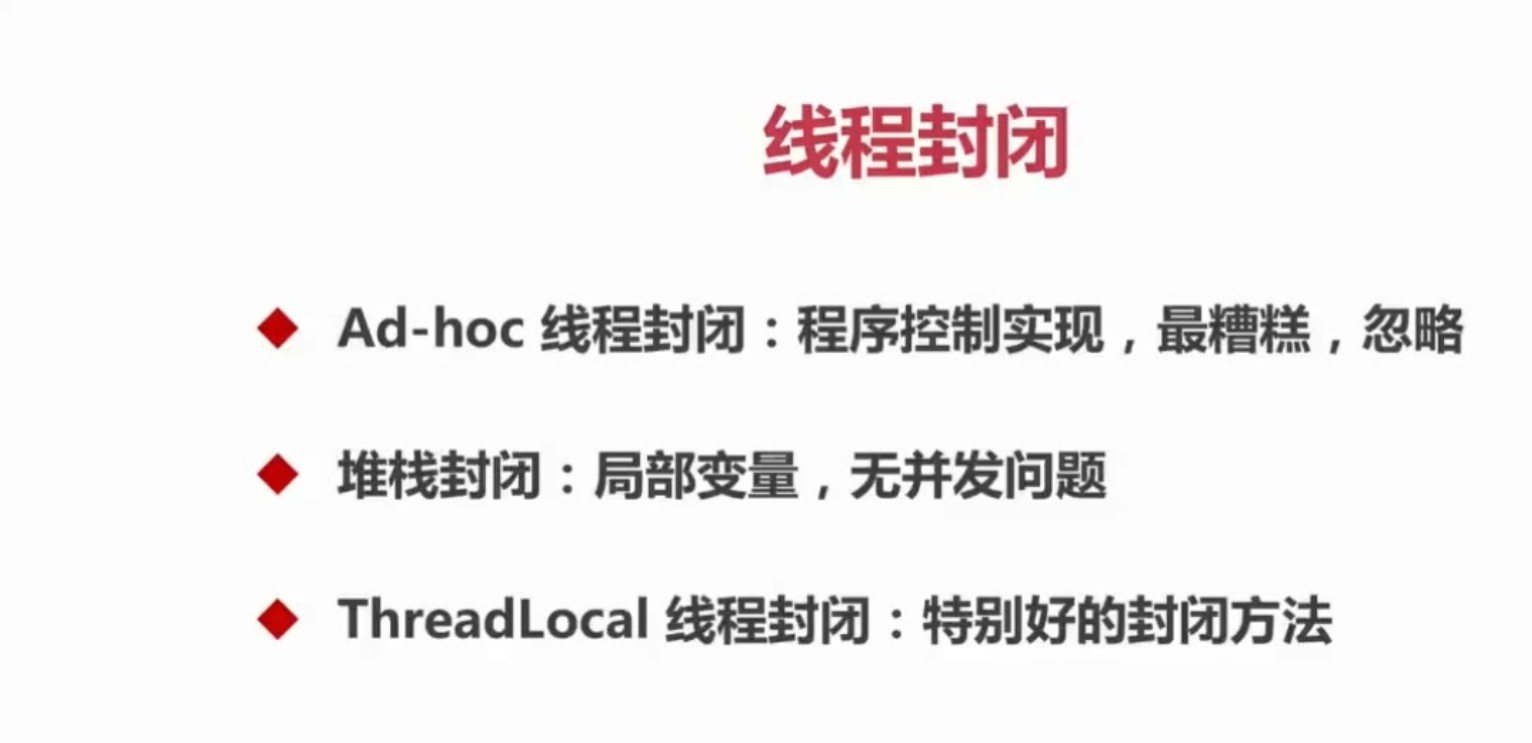 线程封闭
Ad-hoc 线程封闭：程序控制实现，最糟糕，忽略
堆栈封闭：局部变量，无并发问题
ThreadLocal 线程封闭：特别好的封闭方法